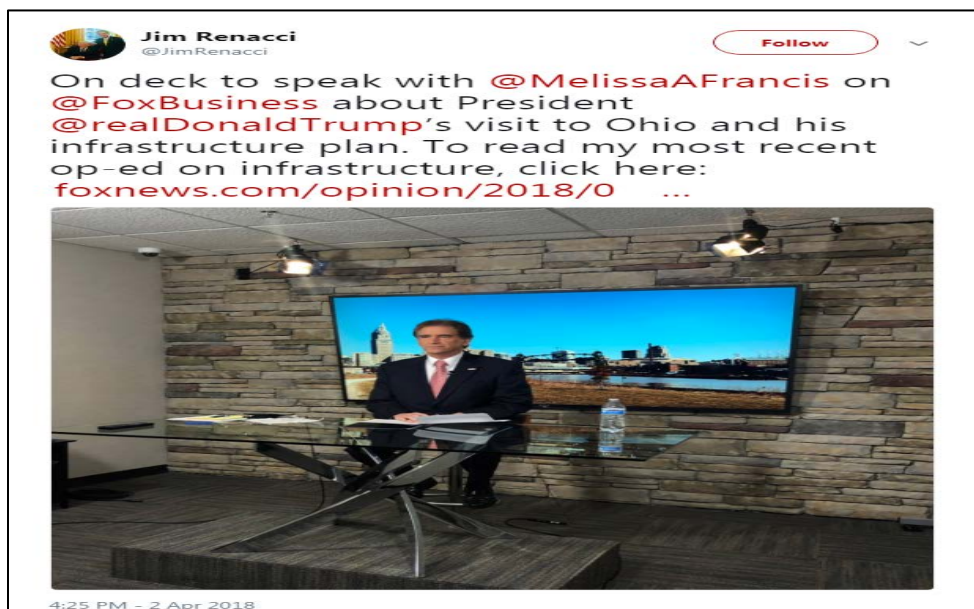 Jim Renacci
@JimRenacci
Follow
On deck to speak with @MelissaAFrancis on
@FoxBusiness about President
@realDonaldTrump's visit to Ohio and his
infrastructure plan. To read my most recent
op-ed on infrastructure, click here:
foxnews.com/opinion/2018/0 ...
4:25 PM - 2 Apr 2018